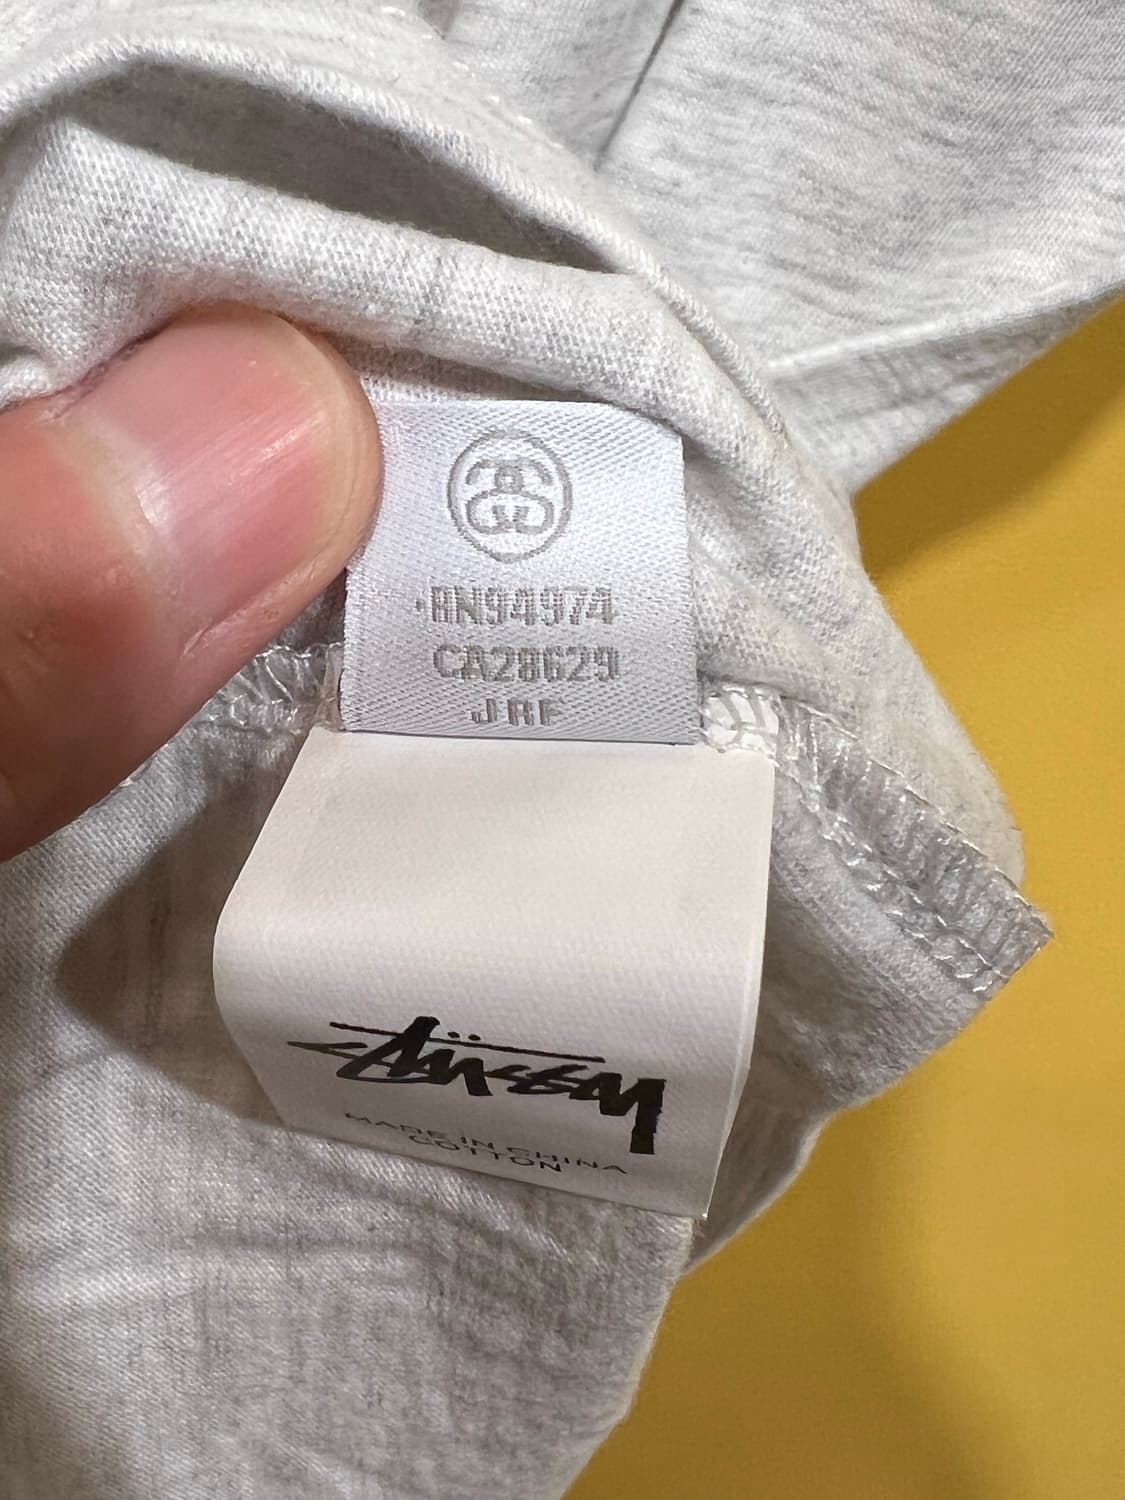 RN94974
CA28629
JRF
Stüssy
MADE IN CHINA
COTTON